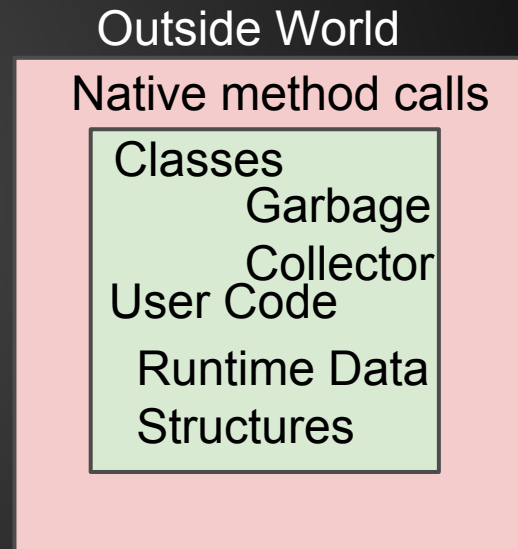 Outside World
Native method calls
Classes
Garbage
Collector
User Code
Runtime Data
Structures